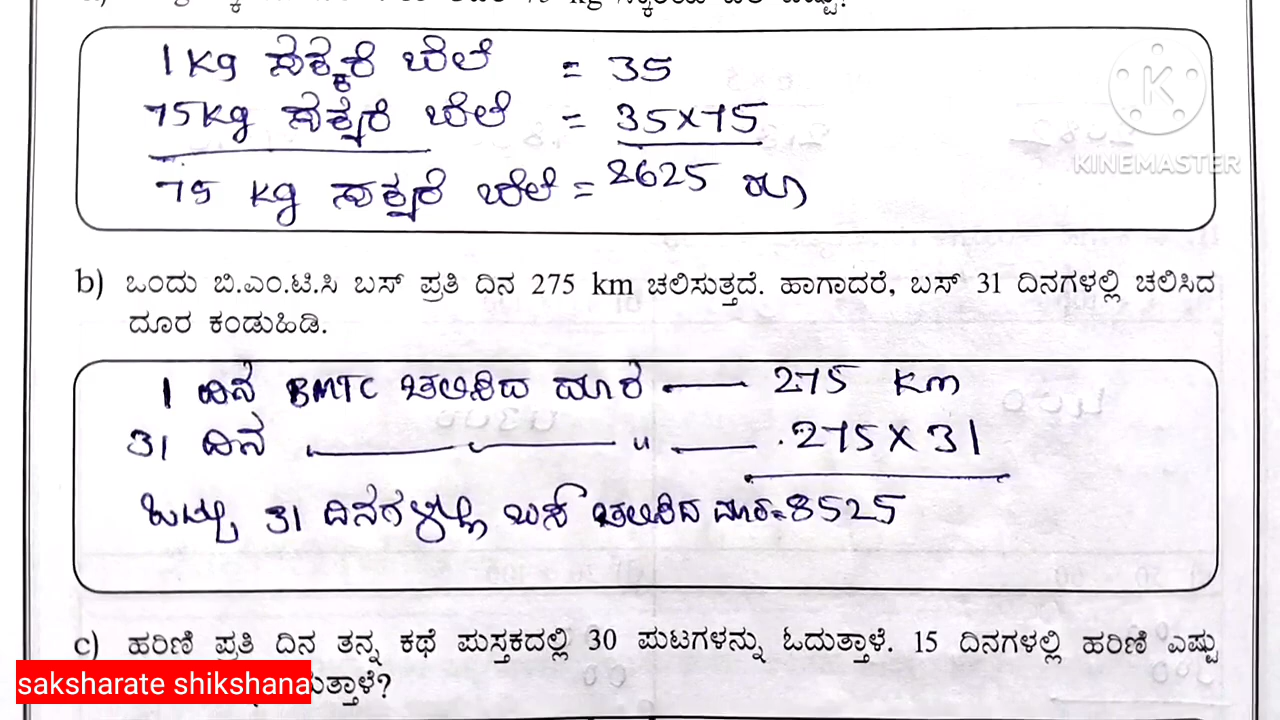 1 Kg ಸಕ್ಕರೆ ಬೆಲೆ = 35
75 Kg ಸಕ್ಕರೆ ಬೆಲೆ = 35x75
75 kg ಸಕ್ಕರೆ ಬೆಲೆ = 2625 ರೂ
KINEMASTER
b) ಒಂದು ಬಿ.ಎಂ.ಟಿ.ಸಿ ಬಸ್ ಪ್ರತಿ ದಿನ 275 km ಚಲಿಸುತ್ತದೆ. ಹಾಗಾದರೆ, ಬಸ್ 31 ದಿನಗಳಲ್ಲಿ ಚಲಿಸಿದ
ದೂರ ಕಂಡುಹಿಡಿ.
1 ದಿನ BMTC ಚಲಿಸಿದ ದೂರ — 275 Km
31 ದಿನ — — " — 275 X 31
ಒಟ್ಟು 31 ದಿನಗಳಲ್ಲಿ ಬಸ್ ಚಲಿಸಿದ ದೂರ = 8525
c) ಹರಿಣಿ ಪ್ರತಿ ದಿನ ತನ್ನ ಕಥೆ ಪುಸ್ತಕದಲ್ಲಿ 30 ಪುಟಗಳನ್ನು ಓದುತ್ತಾಳೆ. 15 ದಿನಗಳಲ್ಲಿ ಹರಿಣಿ ಎಷ್ಟು
saksharate shikshana